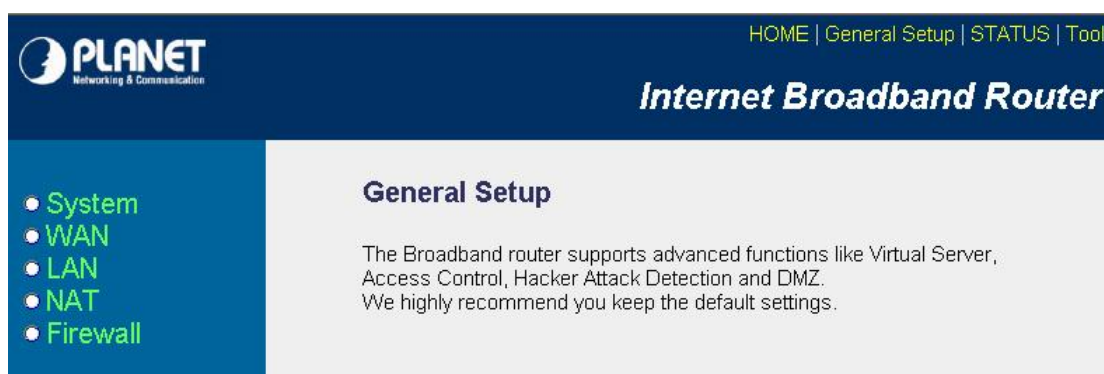 PLANET
Networking & Communication
HOME | General Setup | STATUS | Tool
Internet Broadband Router
System
WAN
LAN
NAT
Firewall
General Setup
The Broadband router supports advanced functions like Virtual Server,
Access Control, Hacker Attack Detection and DMZ.
We highly recommend you keep the default settings.